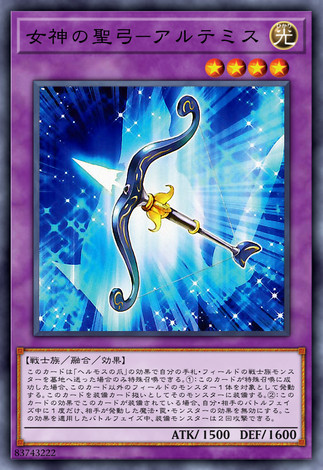 女神の聖弓－アルテミス
光
【戦士族／融合／効果】
このカードは「ヘルモスの爪」の効果で自分の手札・フィールドの戦士族モンス
ターを墓地へ送った場合のみ特殊召喚できる。①：このカードが特殊召喚に成
功した場合、このカード以外のフィールドのモンスター１体を対象として発動
する。このカードを装備カード扱いとしてそのモンスターに装備する。②：この
カードの効果でこのカードが装備されている場合、自分・相手のバトルフェイ
ズ中に１度だけ、相手が発動した魔法・罠・モンスターの効果を無効にする。こ
の効果を適用したバトルフェイズ中、装備モンスターは２回攻撃できる。
ATK/ 1500 DEF/1600
83743222